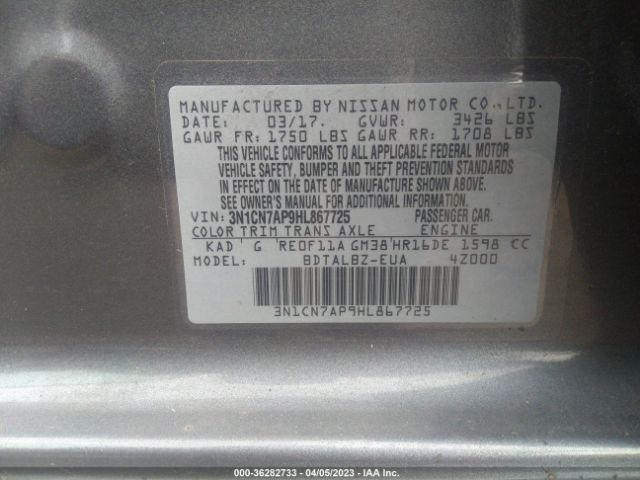 MANUFACTURED BY NISSAN MOTOR CO., LTD.
DATE: 03/17. GVWR: 3426 LBS
GAWR FR: 1750 LBS GAWR RR: 1708 LBS
THIS VEHICLE CONFORMS TO ALL APPLICABLE FEDERAL MOTOR
VEHICLE SAFETY, BUMPER AND THEFT PREVENTION STANDARDS
IN EFFECT ON THE DATE OF MANUFACTURE SHOWN ABOVE.
SEE OWNER'S MANUAL FOR ADDITIONAL INFORMATION.
VIN: 3N1CN7AP9HL867725 PASSENGER CAR.
COLOR TRIM TRANS AXLE ENGINE
KAD G RE0F11A GM38 HR16DE 1598 CC
MODEL: BDTALBZ-EUA 4Z000
3N1CN7AP9HL867725
000-36282733 - 04/05/2023 - IAA Inc.